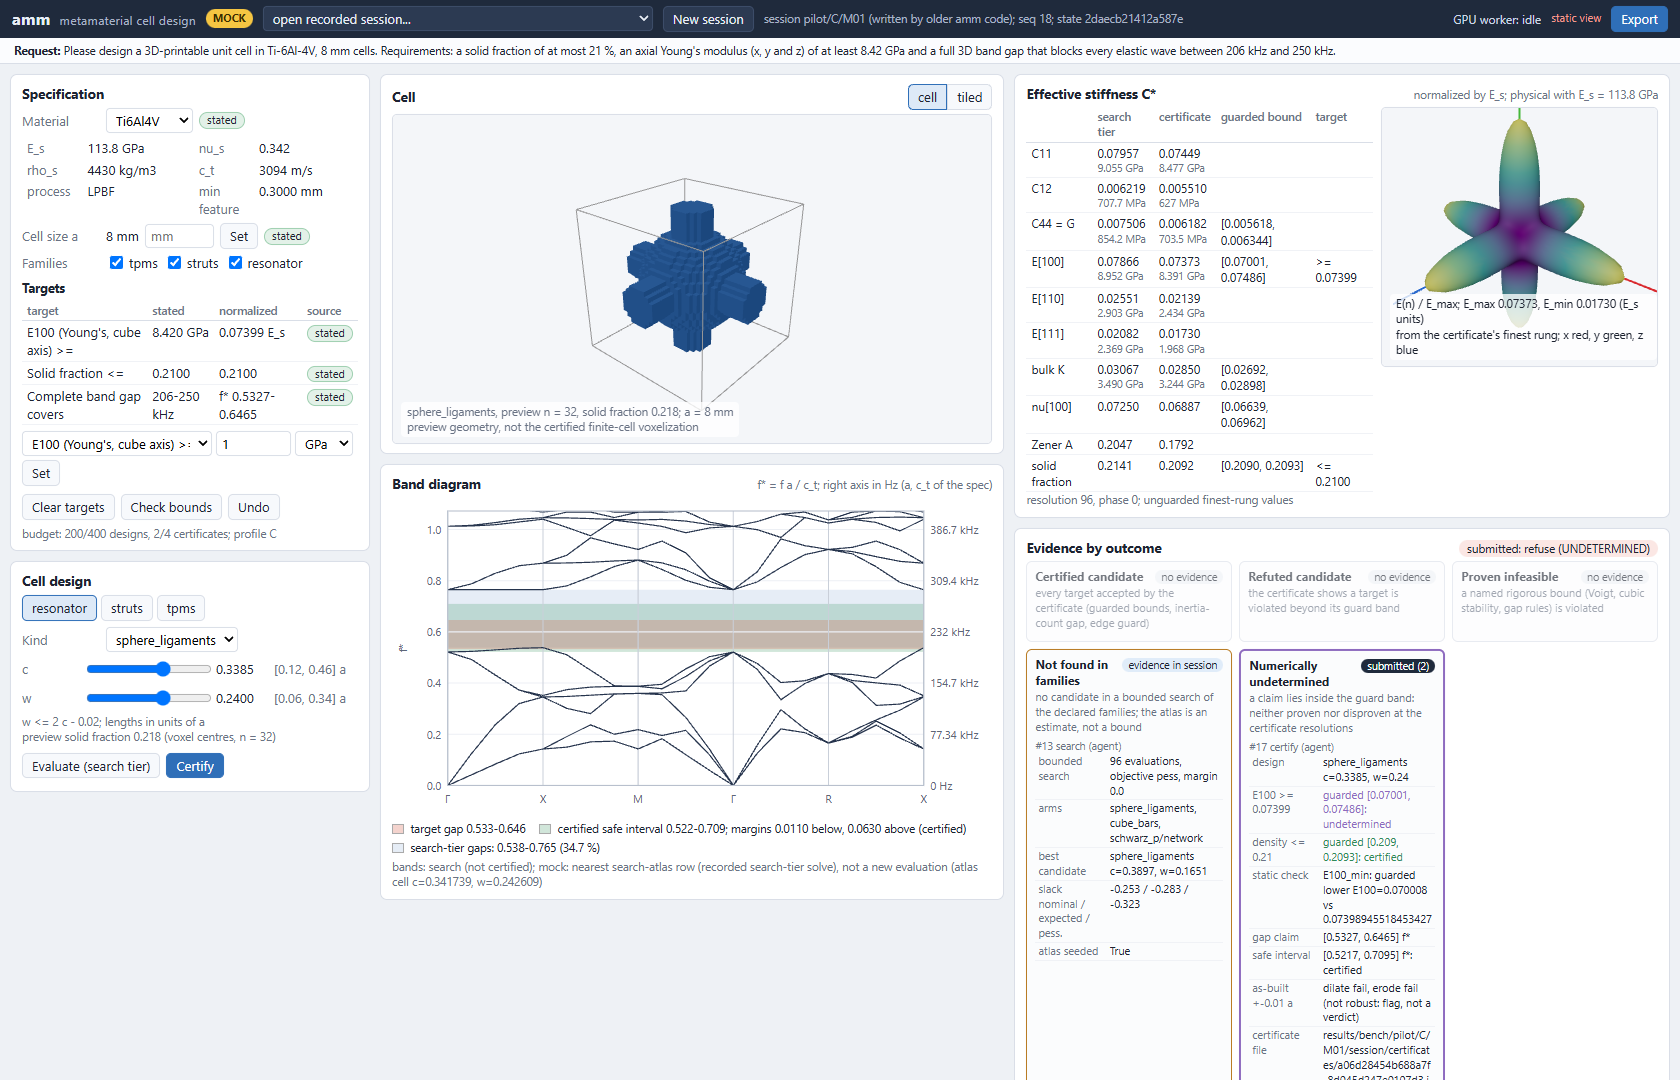 amm metamaterial cell design MOCK open recorded session... New session session pilot/C/M01 (written by older amm code); seq 18; state 2daecb21412a587e GPU worker: idle static view Export
Request: Please design a 3D-printable unit cell in Ti-6Al-4V, 8 mm cells. Requirements: a solid fraction of at most 21 %, an axial Young's modulus (x, y and z) of at least 8.42 GPa and a full 3D band gap that blocks every elastic wave between 206 kHz and 250 kHz.
Specification
Material Ti6Al4V stated
E_s 113.8 GPa nu_s 0.342
rho_s 4430 kg/m3 c_t 3094 m/s
process LPBF min 0.3000 mm
feature
Cell size a 8 mm mm Set stated
Families tpms struts resonator
Targets
target stated normalized source
E100 (Young's, cube 8.420 GPa 0.07399 E_s stated
axis) >=
Solid fraction <= 0.2100 0.2100 stated
Complete band gap 206-250 f* 0.5327- stated
covers kHz 0.6465
E100 (Young's, cube axis) >= 1 GPa
Set
Clear targets Check bounds Undo
budget: 200/400 designs, 2/4 certificates; profile C
Cell design
resonator struts tpms
Kind sphere_ligaments
c 0.3385 [0.12, 0.46] a
w 0.2400 [0.06, 0.34] a
w <= 2 c - 0.02; lengths in units of a
preview solid fraction 0.218 (voxel centres, n = 32)
Evaluate (search tier) Certify
Cell cell tiled
sphere_ligaments, preview n = 32, solid fraction 0.218; a = 8 mm
preview geometry, not the certified finite-cell voxelization
Band diagram f* = f a / c_t; right axis in Hz (a, c_t of the spec)
1.0 386.7 kHz
0.8 309.4 kHz
0.6 232 kHz
f*
0.4 154.7 kHz
0.2 77.34 kHz
0.0 0 Hz
Γ X M Γ R X
target gap 0.533-0.646 certified safe interval 0.522-0.709; margins 0.0110 below, 0.0630 above (certified)
search-tier gaps: 0.538-0.765 (34.7 %)
bands: search (not certified); mock: nearest search-atlas row (recorded search-tier solve), not a new evaluation (atlas
cell c=0.341739, w=0.242609)
Effective stiffness C* normalized by E_s; physical with E_s = 113.8 GPa
search certificate guarded bound target
tier
C11 0.07957 0.07449
9.055 GPa 8.477 GPa
C12 0.006219 0.005510
707.7 MPa 627 MPa
C44 = G 0.007506 0.006182 [0.005618,
854.2 MPa 703.5 MPa 0.006344]
E[100] 0.07866 0.07373 [0.07001, >=
8.952 GPa 8.391 GPa 0.07486] 0.07399
E[110] 0.02551 0.02139
2.903 GPa 2.434 GPa
E[111] 0.02082 0.01730
2.369 GPa 1.968 GPa
bulk K 0.03067 0.02850 [0.02692,
3.490 GPa 3.244 GPa 0.02898]
nu[100] 0.07250 0.06887 [0.06639,
0.06962]
Zener A 0.2047 0.1792
solid 0.2141 0.2092 [0.2090, 0.2093] <=
fraction 0.2100
resolution 96, phase 0; unguarded finest-rung values
E(n) / E_max; E_max 0.07373, E_min 0.01730 (E_s
units)
from the certificate's finest rung; x red, y green, z
blue
Evidence by outcome submitted: refuse (UNDETERMINED)
Certified candidate no evidence
every target accepted by the
certificate (guarded bounds, inertia-
count gap, edge guard)
Refuted candidate no evidence
the certificate shows a target is
violated beyond its guard band
Proven infeasible no evidence
a named rigorous bound (Voigt, cubic
stability, gap rules) is violated
Not found in evidence in session
families
no candidate in a bounded search of
the declared families; the atlas is an
estimate, not a bound
#13 search (agent)
bounded 96 evaluations,
search objective pess, margin
0.0
arms sphere_ligaments,
cube_bars,
schwarz_p/network
best sphere_ligaments
candidate c=0.3897, w=0.1651
slack -0.253 / -0.283 /
nominal / -0.323
expected /
pess.
atlas seeded True
Numerically submitted (2)
undetermined
a claim lies inside the guard band:
neither proven nor disproven at the
certificate resolutions
#17 certify (agent)
design sphere_ligaments
c=0.3385, w=0.24
E100 >= guarded [0.07001,
0.07399 0.07486]:
undetermined
density <= guarded [0.209,
0.21 0.2093]: certified
static check E100_min: guarded
lower E100=0.070008
vs
0.07398945518453427
gap claim [0.5327, 0.6465] f*
safe interval [0.5217, 0.7095] f*:
certified
as-built dilate fail, erode fail
+-0.01 a (not robust: flag, not a
verdict)
certificate results/bench/pilot/C/
file M01/session/certificat
es/a06d28454b688a7f